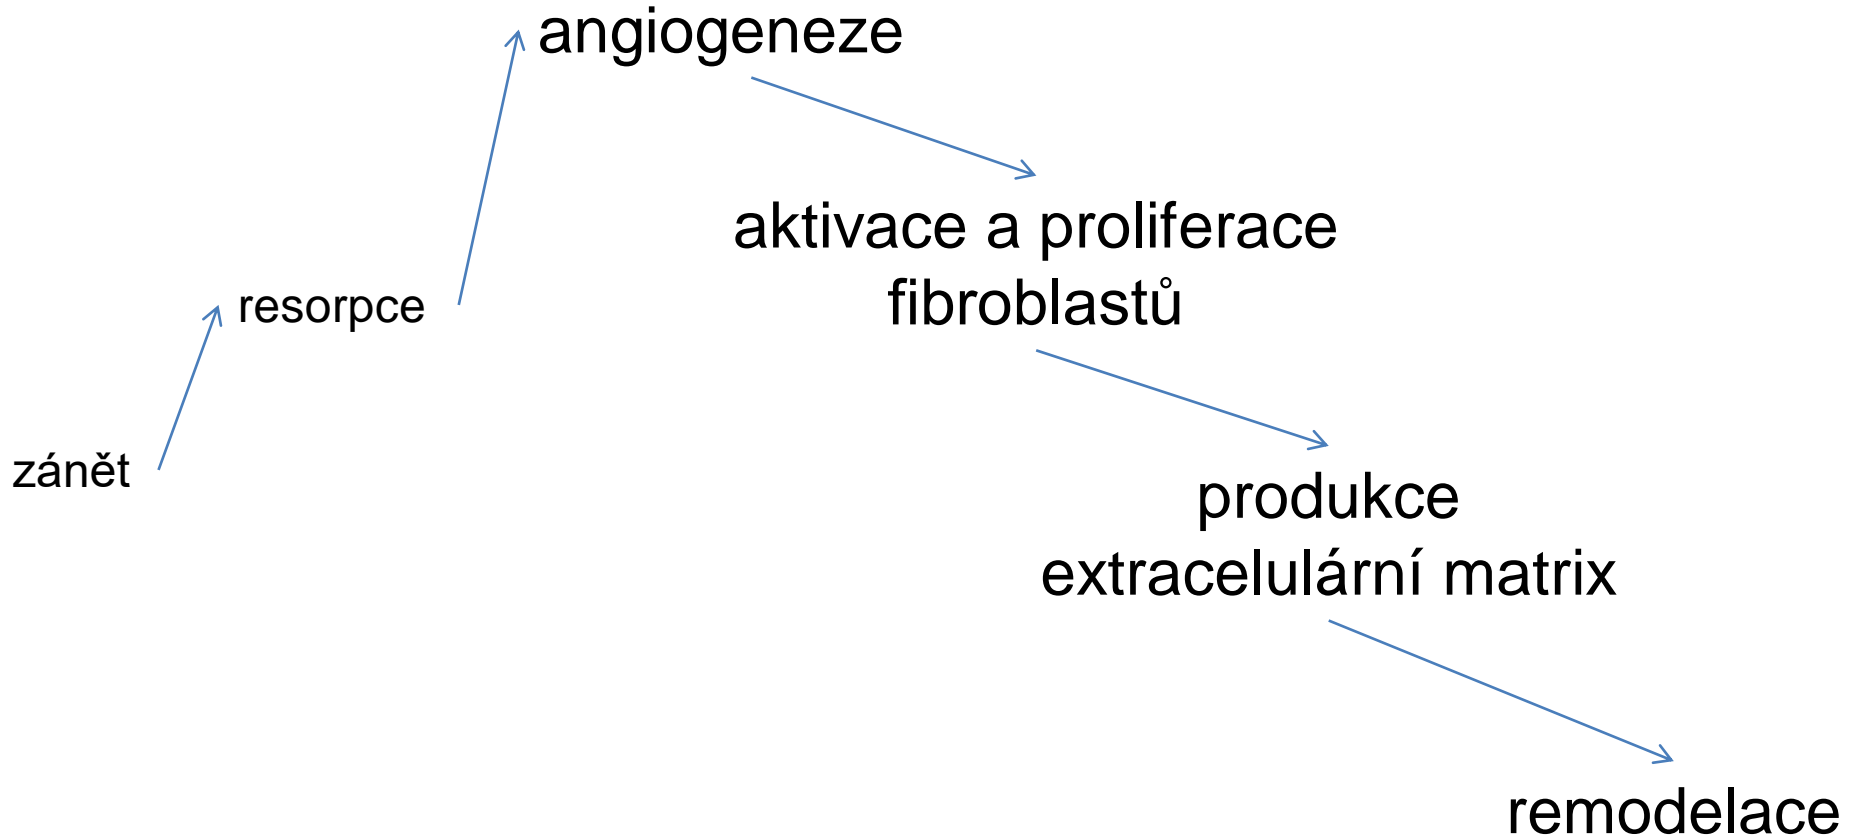 angiogeneze
aktivace a proliferace
fibroblastů
resorpce
zánět
produkce
extracelulární matrix
remodelace